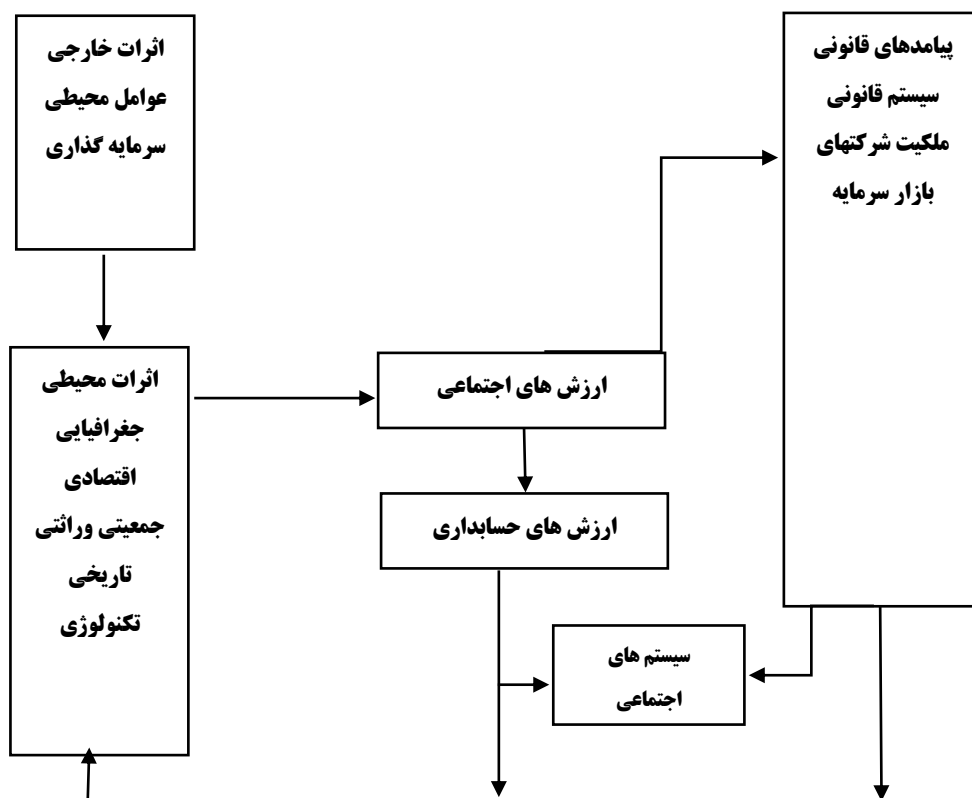 پیامدهای قانونی
سیستم قانونی
ملکیت شرکتهای
بازار سرمایه
اثرات خارجی
عوامل محیطی
سرمایه گذاری
ارزش های اجتماعی
اثرات محیطی
جغرافیایی
اقتصادی
جمعیتی وراثتی
تاریخی
تکنولوژی
ارزش های حسابداری
سیستم های
اجتماعی